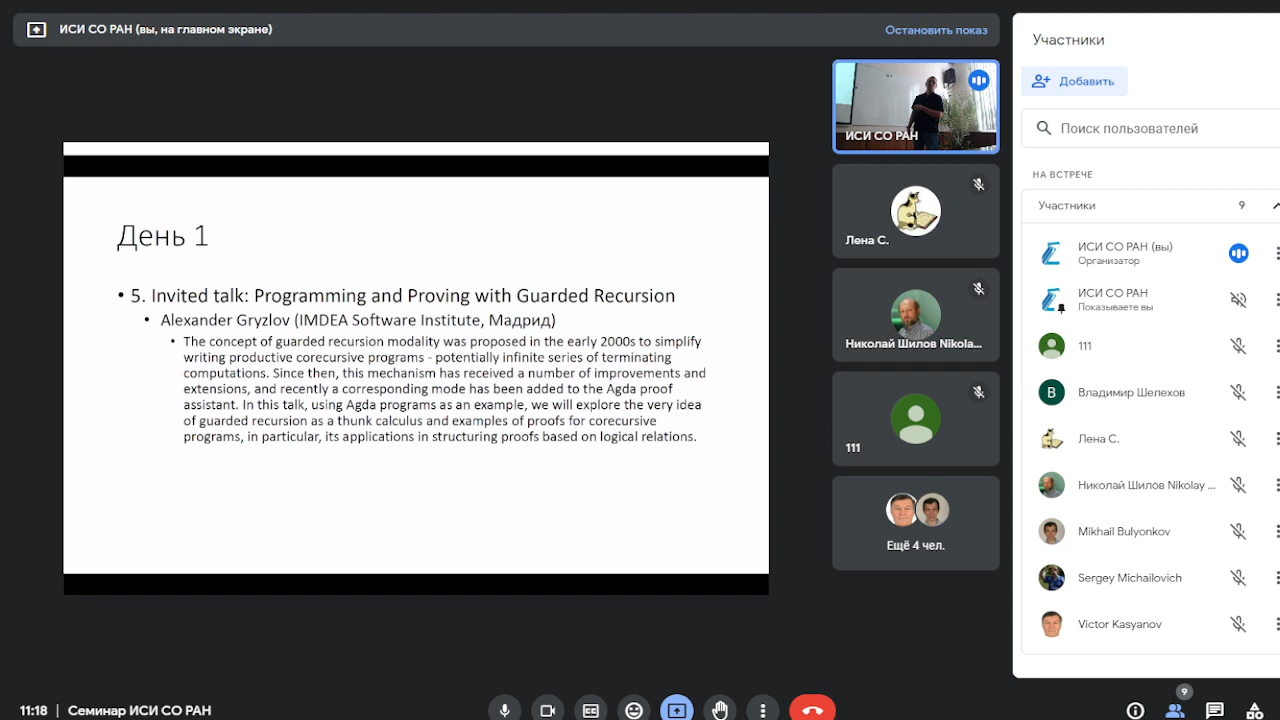 ИСИ СО РАН (вы, на главном экране)
Остановить показ
День 1
• 5. Invited talk: Programming and Proving with Guarded Recursion
• Alexander Gryzlov (IMDEA Software Institute, Мадрид)
• The concept of guarded recursion modality was proposed in the early 2000s to simplify
writing productive corecursive programs - potentially infinite series of terminating
computations. Since then, this mechanism has received a number of improvements and
extensions, and recently a corresponding mode has been added to the Agda proof
assistant. In this talk, using Agda programs as an example, we will explore the very idea
of guarded recursion as a thunk calculus and examples of proofs for corecursive
programs, in particular, its applications in structuring proofs based on logical relations.
ИСИ СО РАН
Лена С.
Николай Шилов Nikola...
111
Ещё 4 чел.
Участники
Добавить
Поиск пользователей
НА ВСТРЕЧЕ
Участники 9
ИСИ СО РАН (вы)
Организатор
ИСИ СО РАН
Показываете вы
111
В Владимир Шелехов
Лена С.
Николай Шилов Nikolay ...
Mikhail Bulyonkov
Sergey Michailovich
Victor Kasyanov
11:18 | Семинар ИСИ СО РАН
9